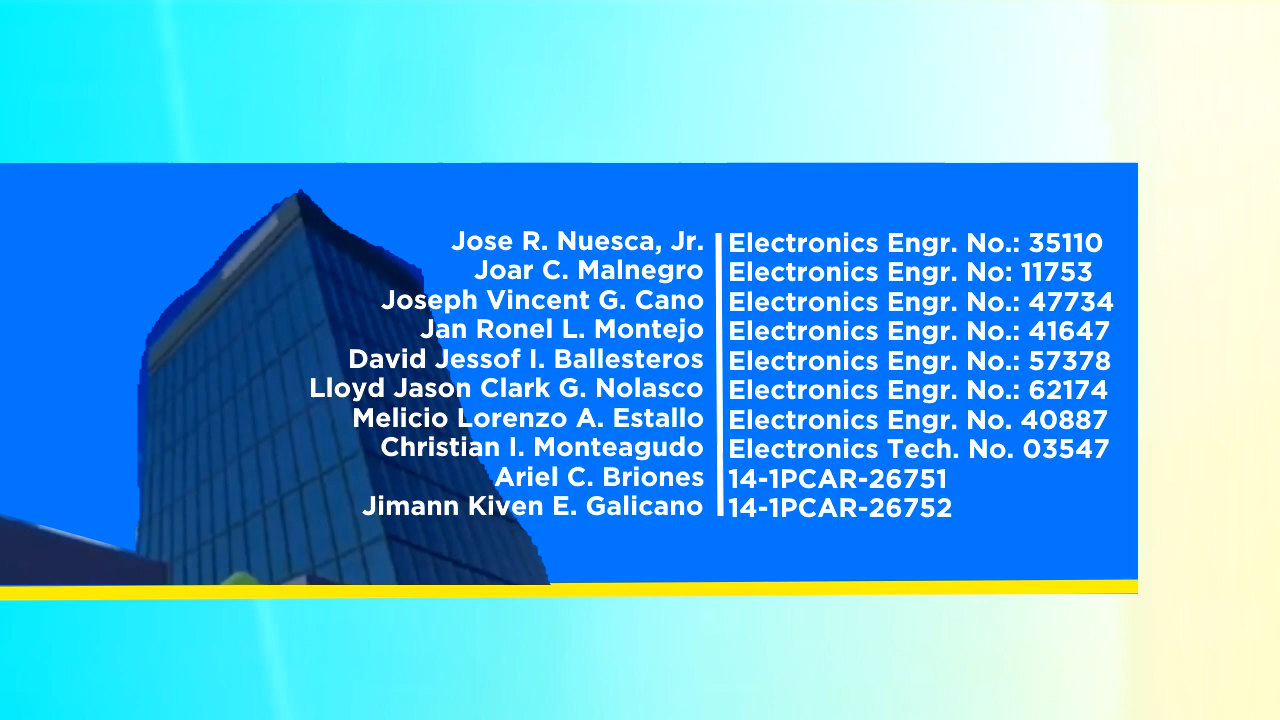 Jose R. Nuesca, Jr. Electronics Engr. No.: 35110
Joar C. Malnegro Electronics Engr. No: 11753
Joseph Vincent G. Cano Electronics Engr. No.: 47734
Jan Ronel L. Montejo Electronics Engr. No.: 41647
David Jessof I. Ballesteros Electronics Engr. No.: 57378
Lloyd Jason Clark G. Nolasco Electronics Engr. No.: 62174
Melicio Lorenzo A. Estallo Electronics Engr. No. 40887
Christian I. Monteagudo Electronics Tech. No. 03547
Ariel C. Briones 14-1PCAR-26751
Jimann Kiven E. Galicano 14-1PCAR-26752